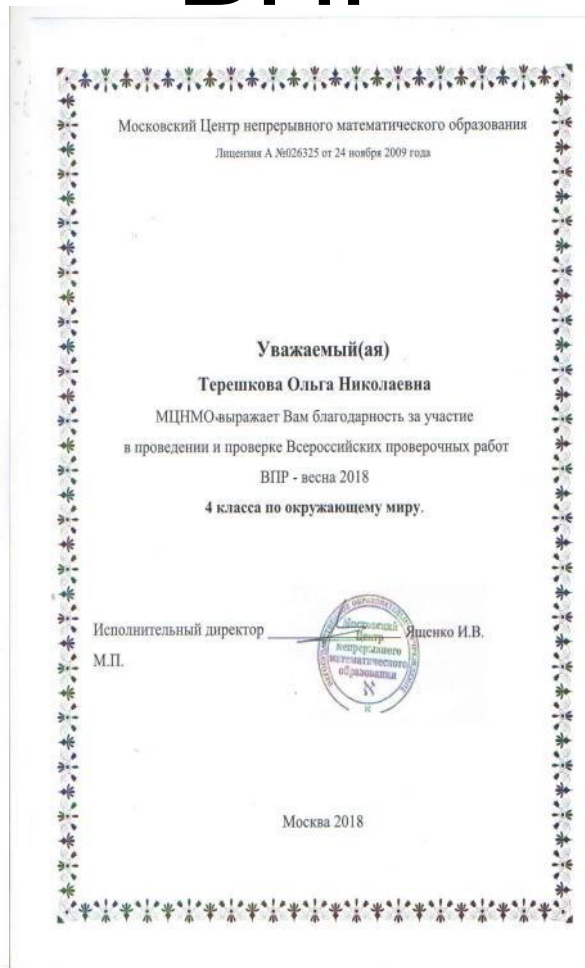 ВПР
Московский Центр непрерывного математического образования
Лицензия А №026325 от 24 ноября 2009 года
Уважаемый(ая)
Терешкова Ольга Николаевна
МЦНМО выражает Вам благодарность за участие
в проведении и проверке Всероссийских проверочных работ
ВПР - весна 2018
4 класса по окружающему миру.
Исполнительный директор Ященко И.В.
М.П.
Московский
Центр
непрерывного
математического
образования
Москва 2018